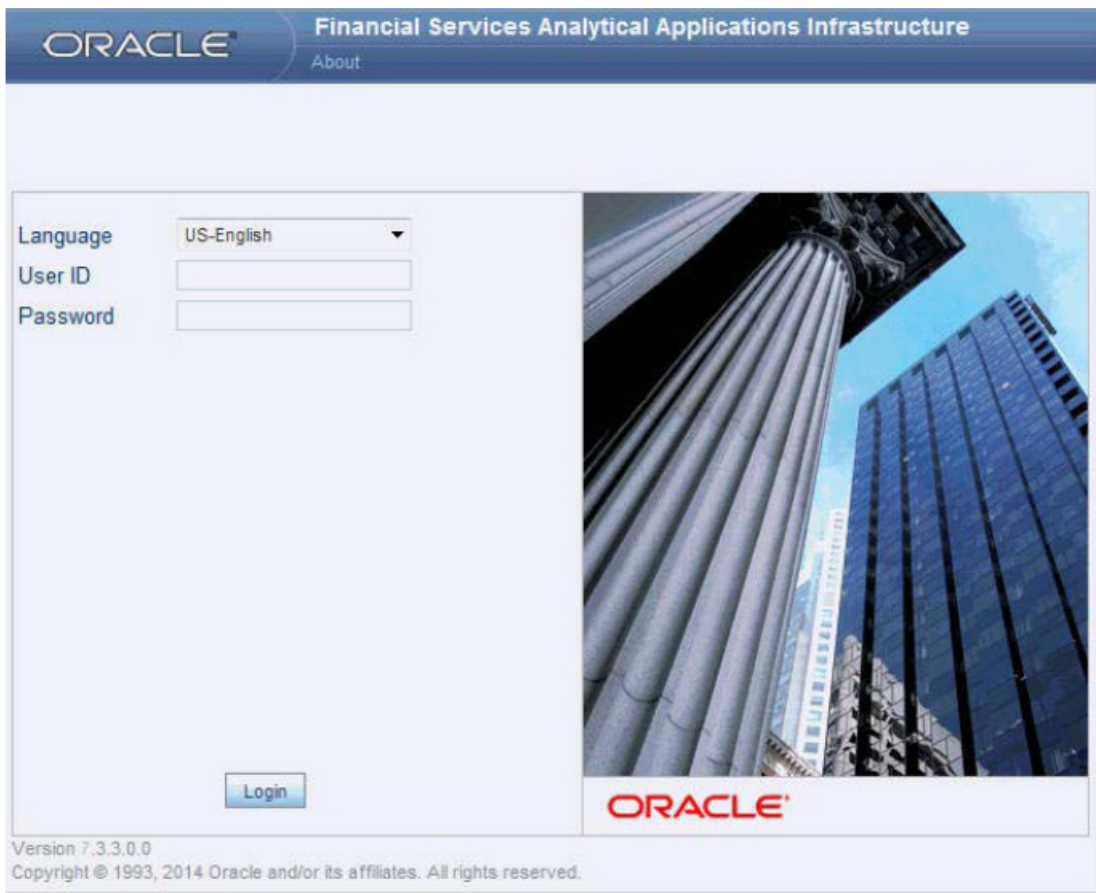 ORACLE
Financial Services Analytical Applications Infrastructure
About
Language US-English
User ID
Password
Login
ORACLE
Version 7.3.3.0.0
Copyright © 1993, 2014 Oracle and/or its affiliates. All rights reserved.